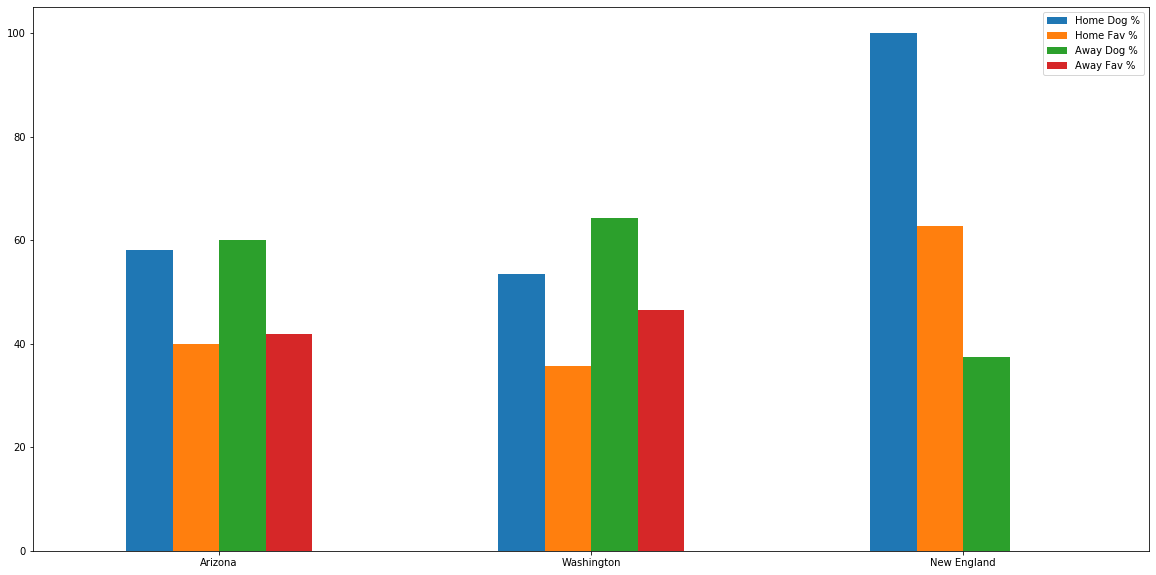 100
80
60
40
20
0
Home Dog %
Home Fav %
Away Dog %
Away Fav %
Arizona
Washington
New England